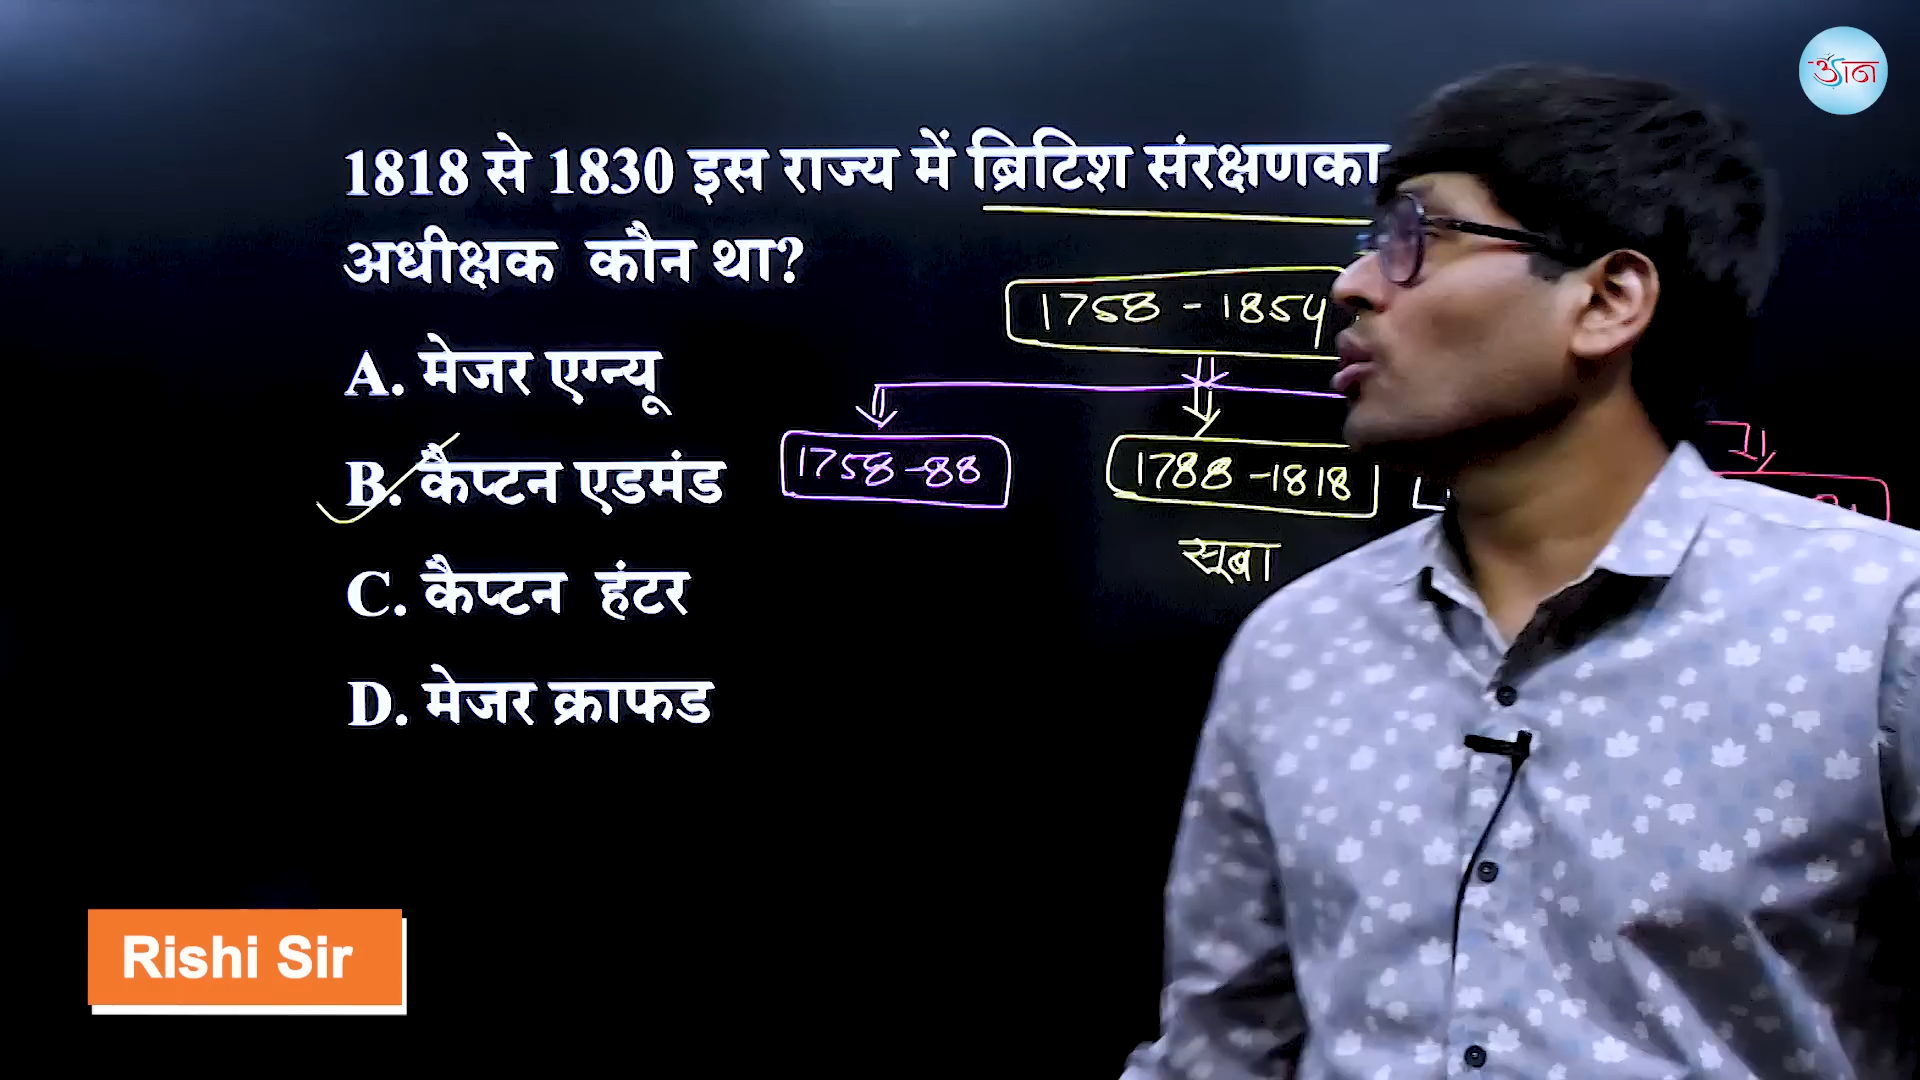 उड़ान
1818 से 1830 इस राज्य में ब्रिटिश संरक्षणका
अधीक्षक कौन था?
1758 - 1854
A. मेजर एग्न्यू
B. कैप्टन एडमंड
1758-88
1788-1818
सूबा
C. कैप्टन हंटर
D. मेजर क्राफड
Rishi Sir